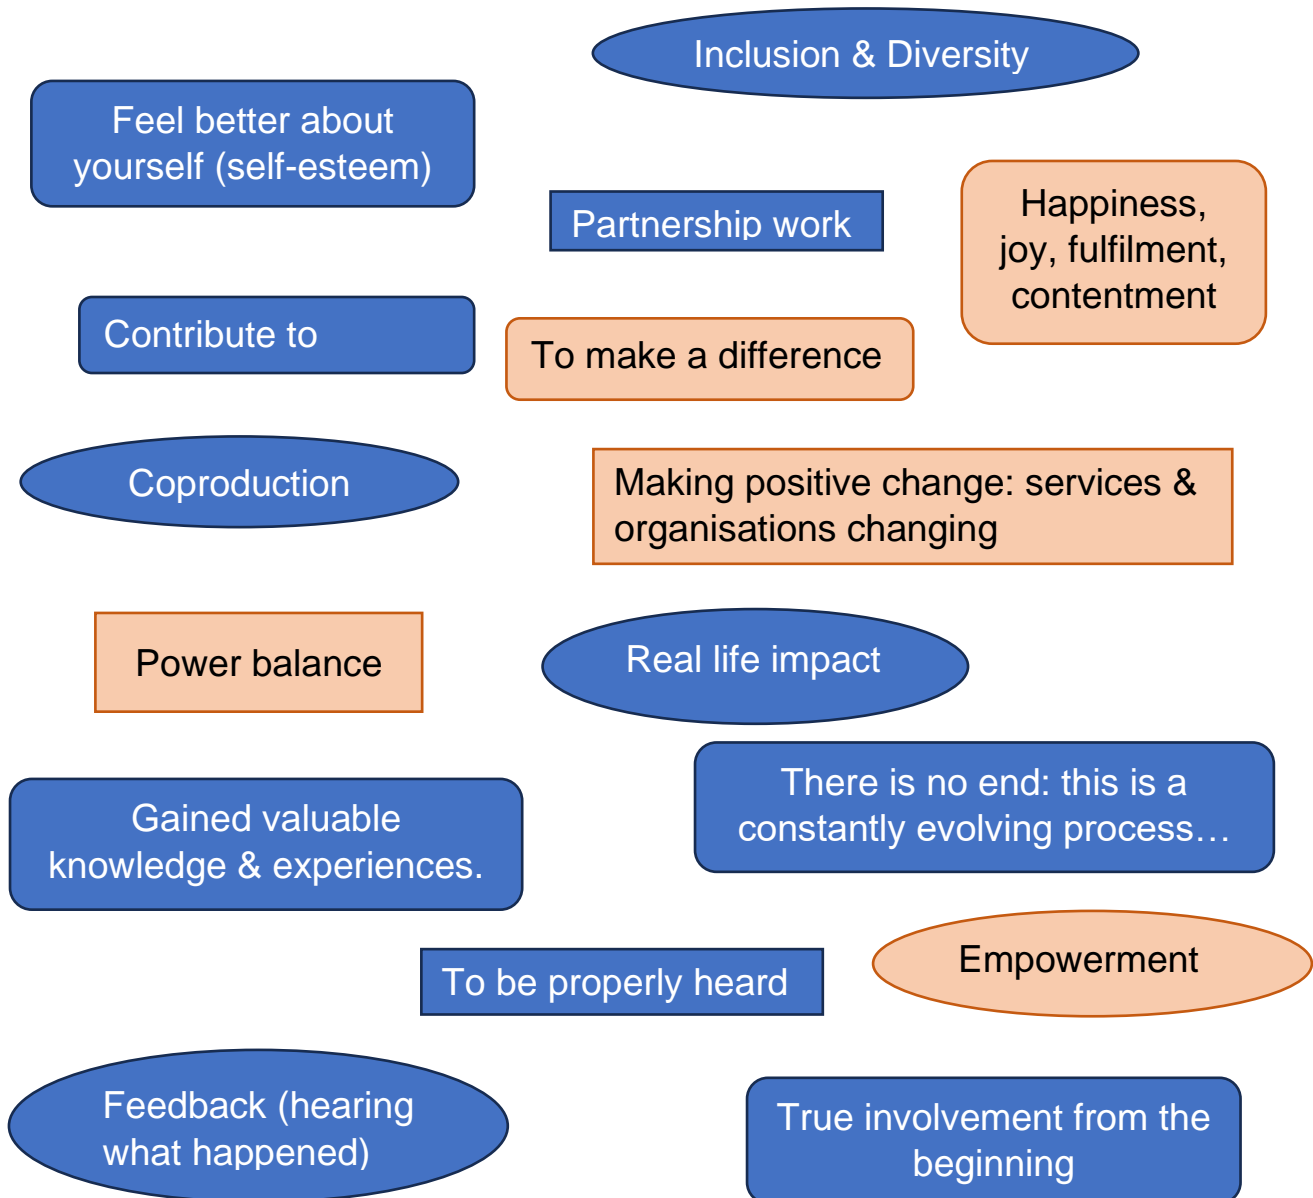 Inclusion & Diversity
Feel better about
yourself (self-esteem)
Partnership work
Happiness,
joy, fulfilment,
contentment
Contribute to
To make a difference
Coproduction
Making positive change: services &
organisations changing
Power balance
Real life impact
There is no end: this is a
constantly evolving process…
Gained valuable
knowledge & experiences.
Empowerment
To be properly heard
Feedback (hearing
what happened)
True involvement from the
beginning